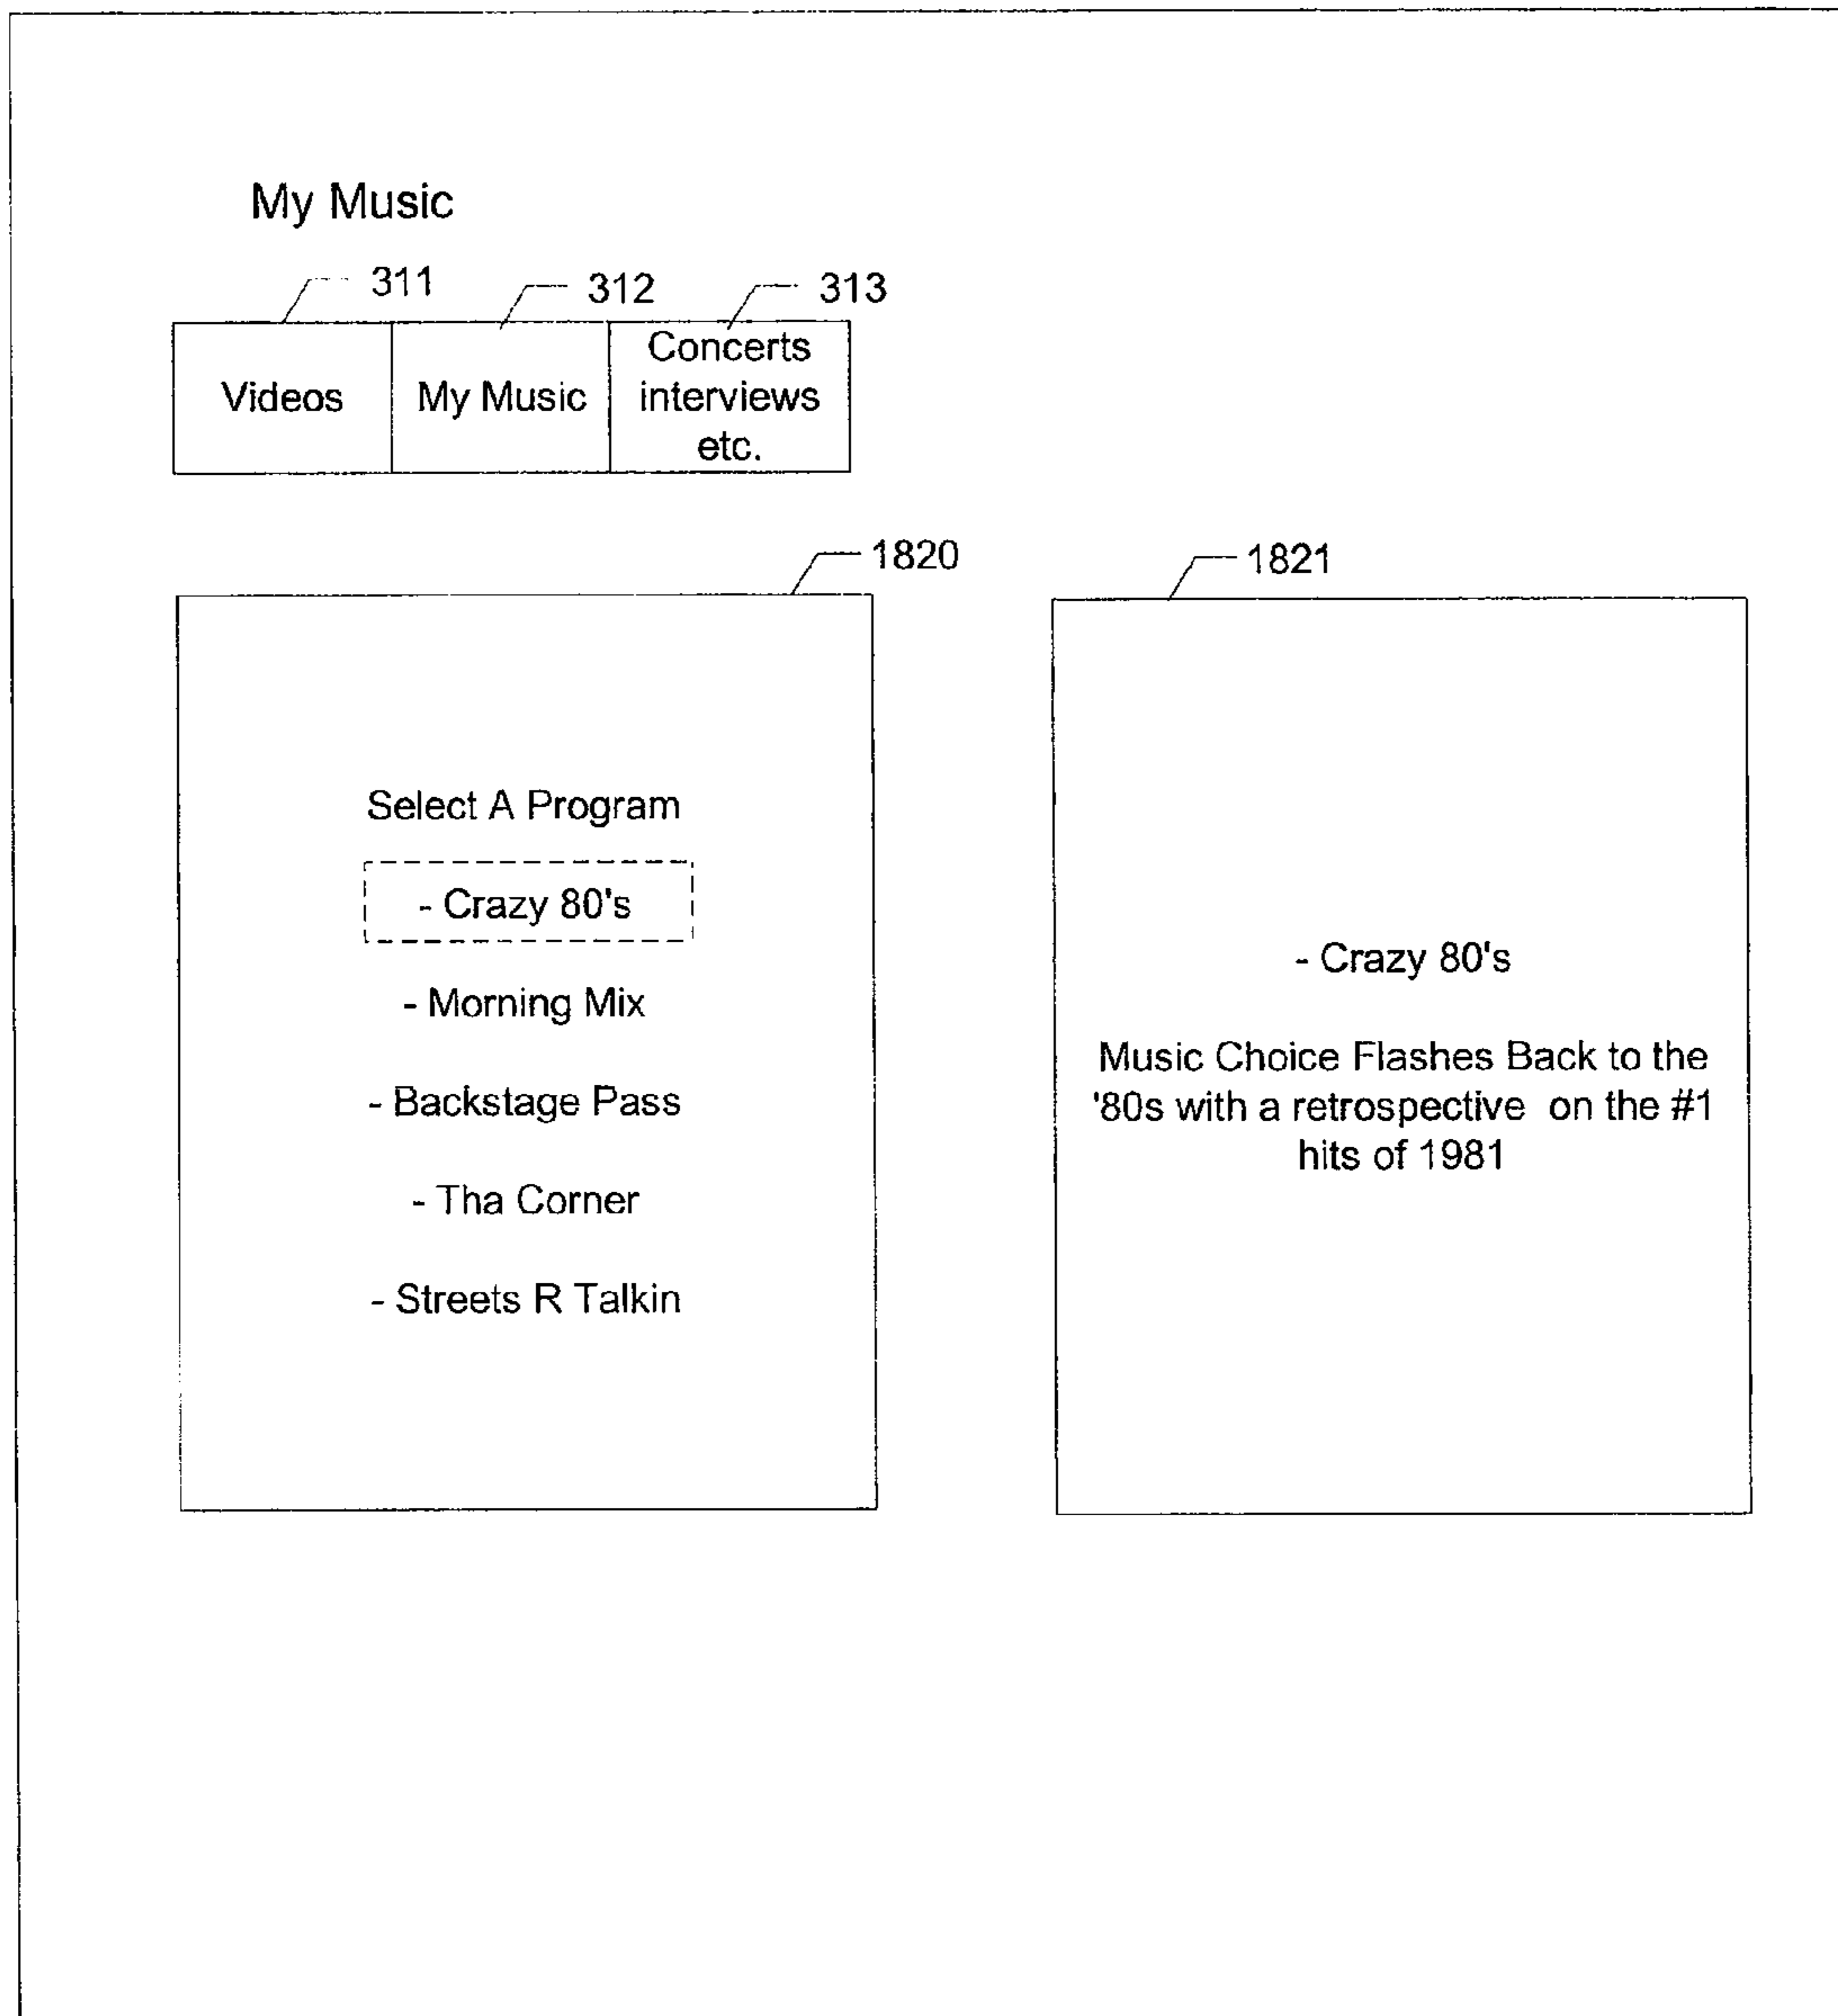 My Music
311
312
313
Videos
My Music
Concerts
interviews
etc.
1820
1821
Select A Program
- Crazy 80's
- Morning Mix
- Backstage Pass
- Tha Corner
- Streets R Talkin
- Crazy 80's
Music Choice Flashes Back to the
'80s with a retrospective on the #1
hits of 1981